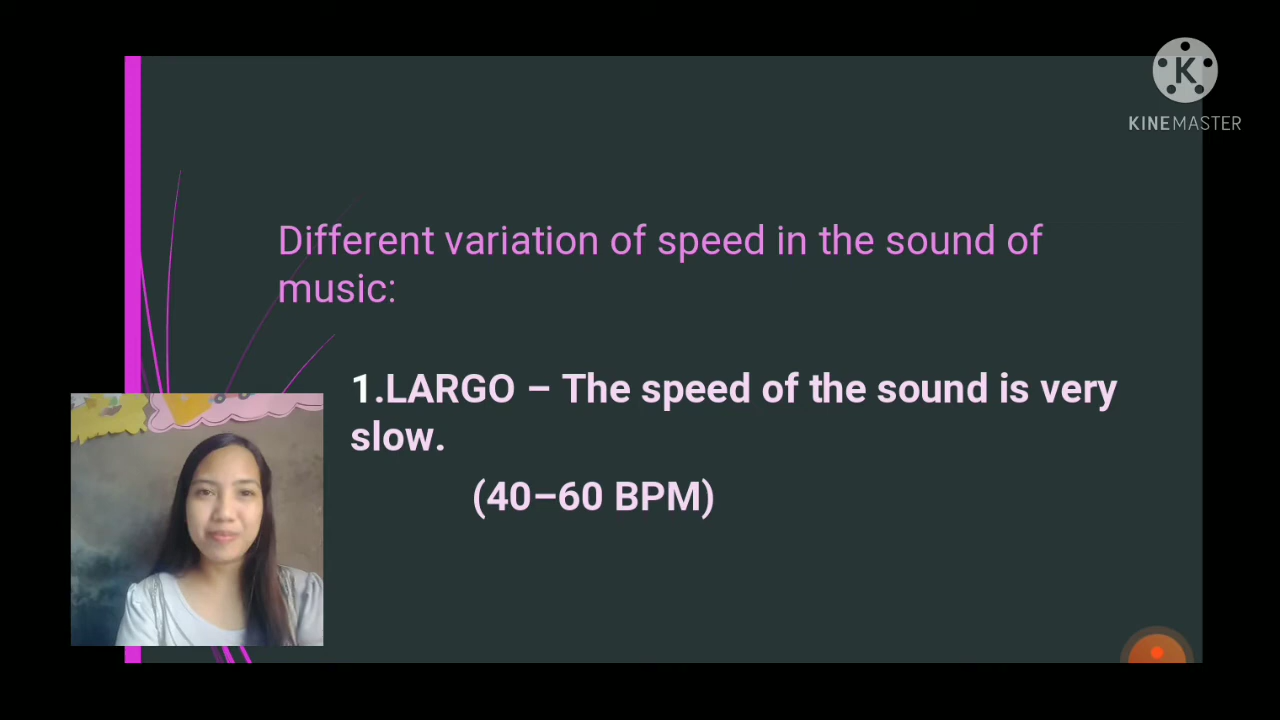 K
KINEMASTER
Different variation of speed in the sound of
music:
1.LARGO – The speed of the sound is very
slow.
(40–60 BPM)